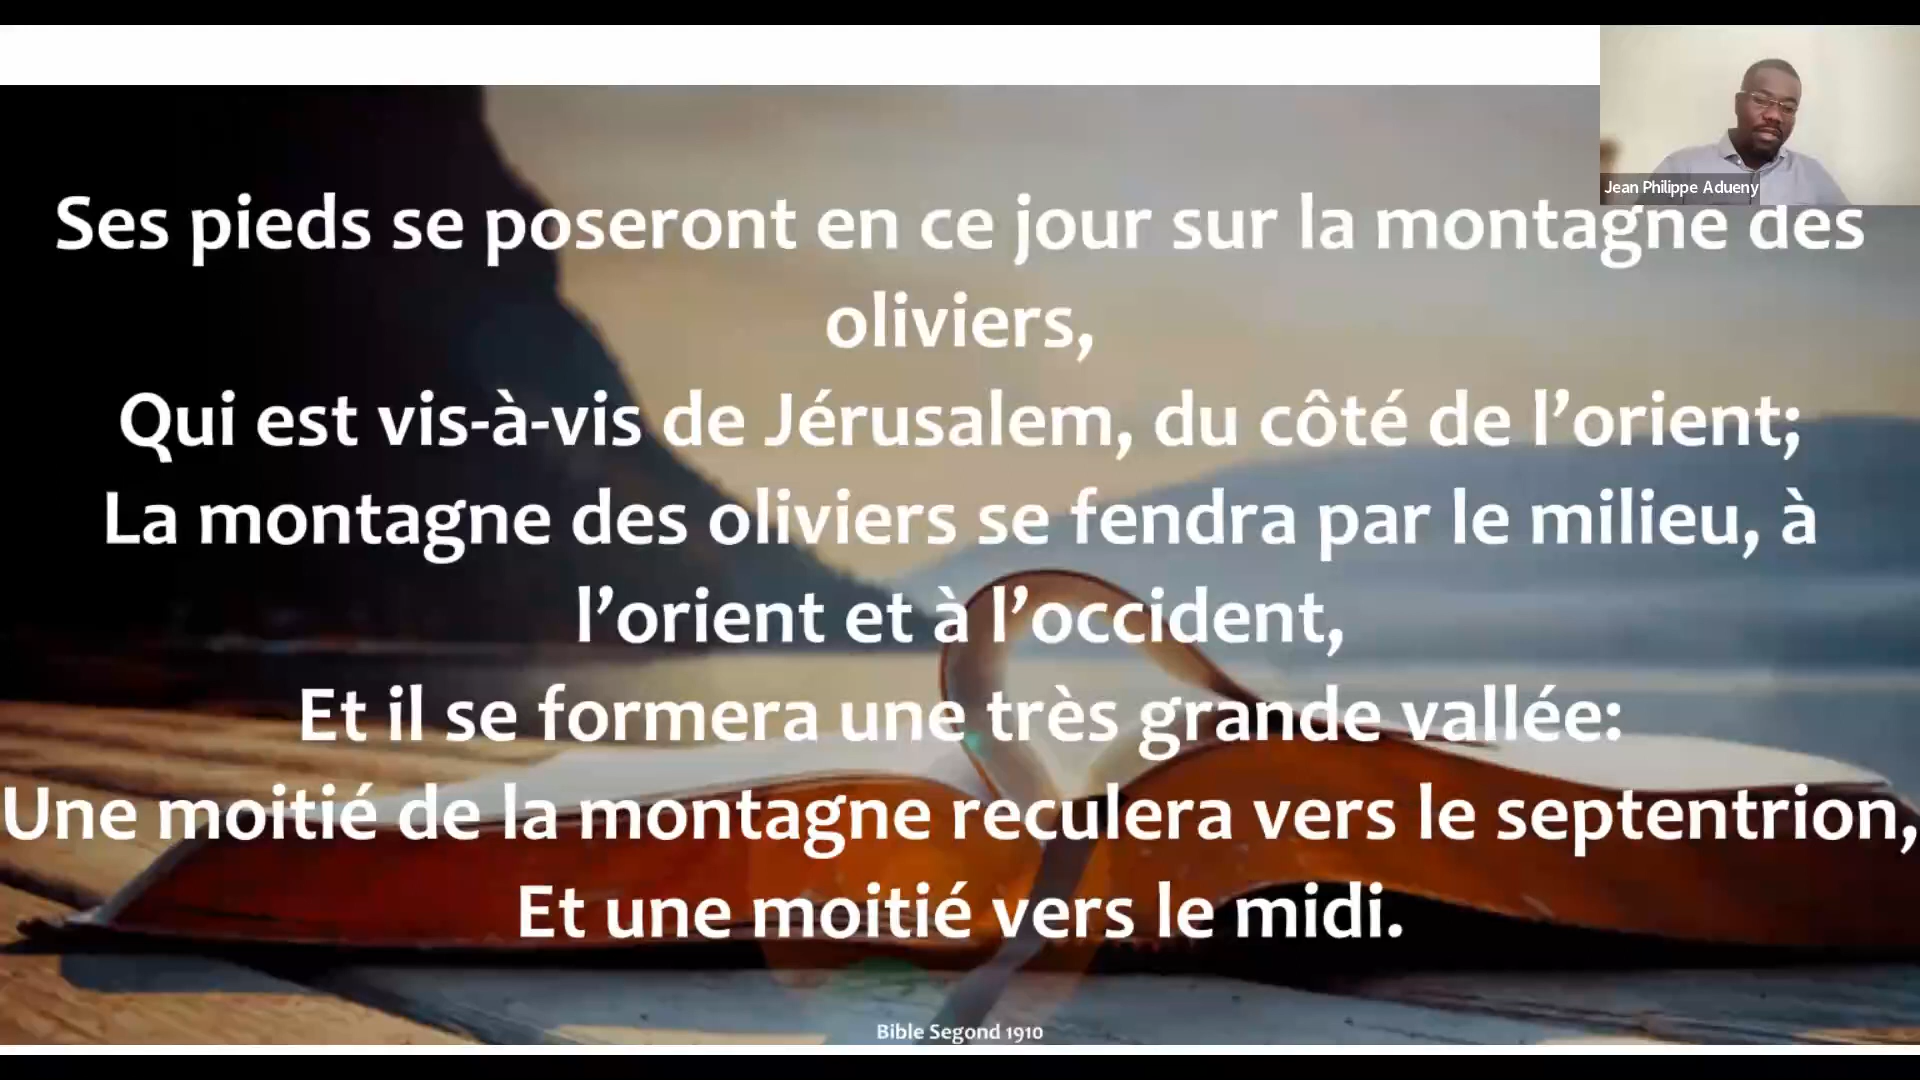 Jean Philippe Adueny
Ses pieds se poseront en ce jour sur la montagne des
oliviers,
Qui est vis-à-vis de Jérusalem, du côté de l’orient;
La montagne des oliviers se fendra par le milieu, à
l’orient et à l’occident,
Et il se formera une très grande vallée:
Une moitié de la montagne reculera vers le septentrion,
Et une moitié vers le midi.
Bible Segond 1910